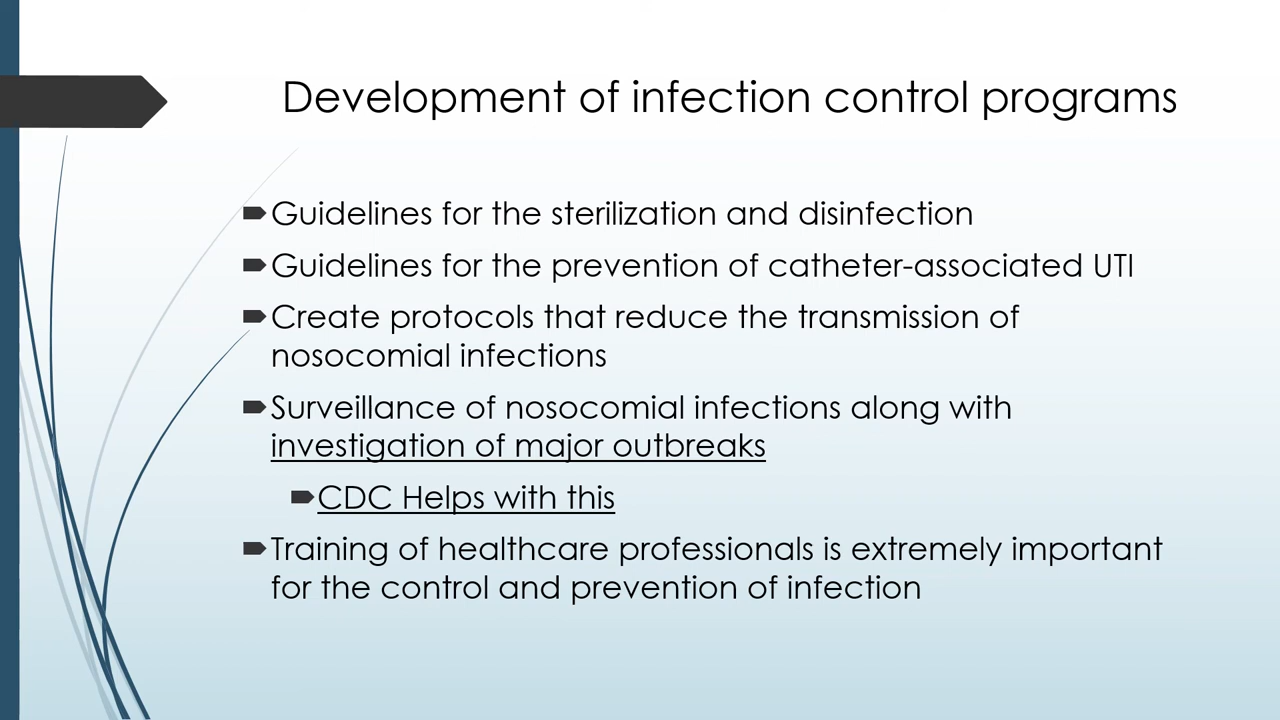 Development of infection control programs
Guidelines for the sterilization and disinfection
Guidelines for the prevention of catheter-associated UTI
Create protocols that reduce the transmission of
nosocomial infections
Surveillance of nosocomial infections along with
investigation of major outbreaks
CDC Helps with this
Training of healthcare professionals is extremely important
for the control and prevention of infection